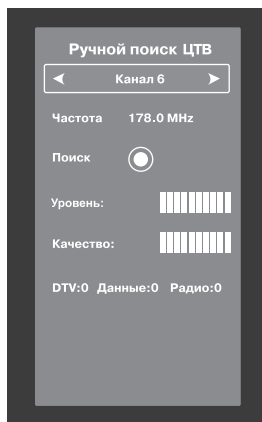 Ручной поиск ЦТВ
Канал 6
Частота 178.0 MHz
Поиск
Уровень:
Качество:
DTV:0 Данные:0 Радио:0